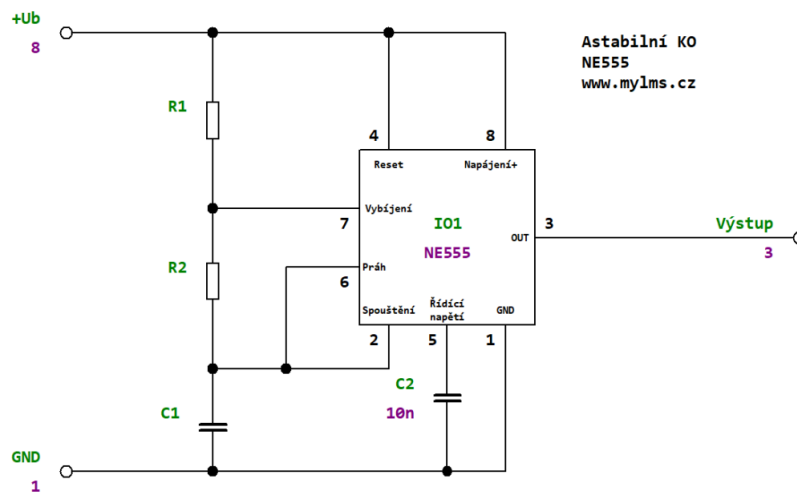 +Ub
8
Astabilní KO
NE555
www.mylms.cz
R1
4
8
Reset
Napájení+
Vybíjení
7
IO1
NE555
3
OUT
Výstup
3
R2
Práh
6
Spouštění
Řídící
napětí
GND
2
5
1
C2
10n
C1
GND
1